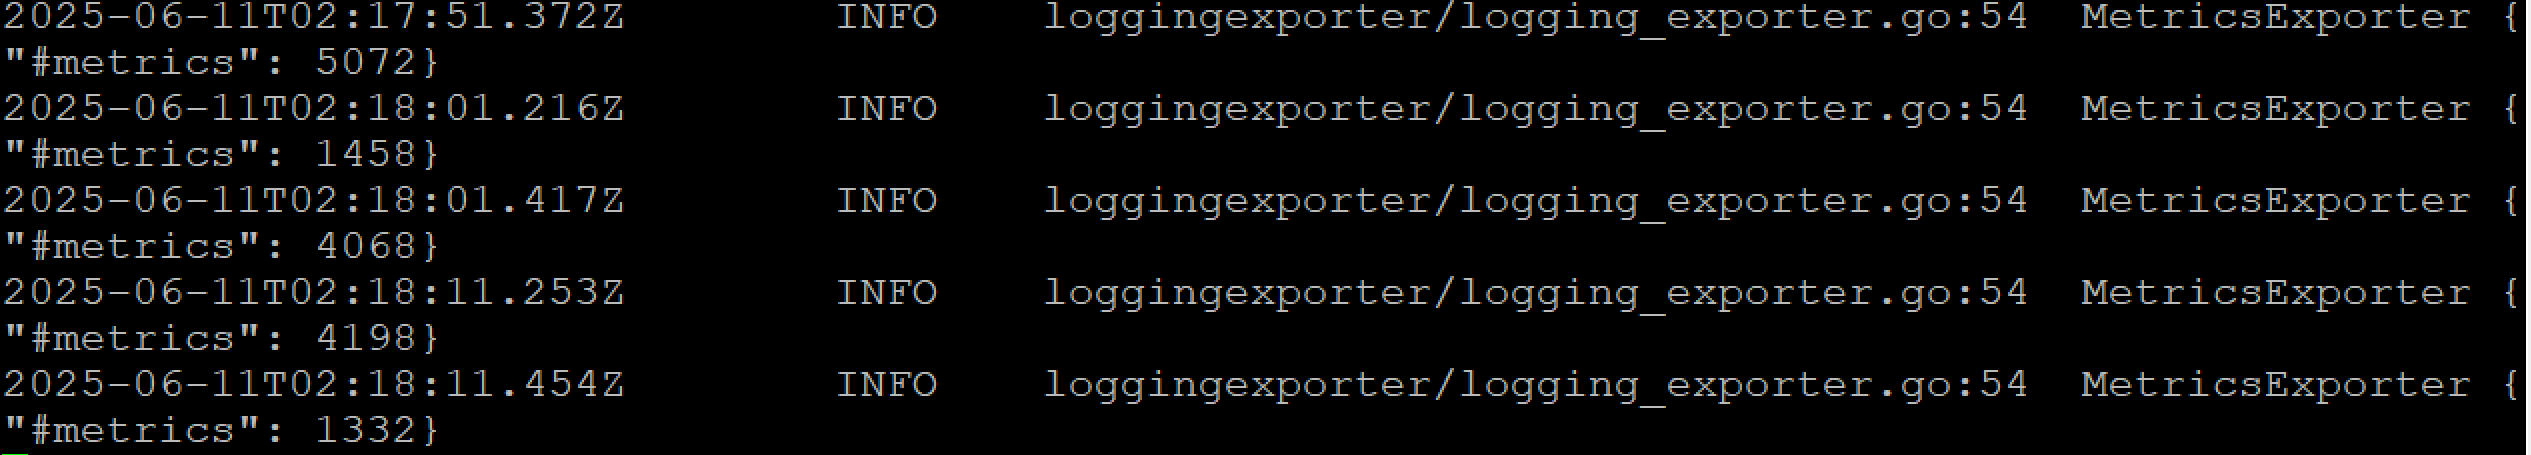 2025-06-11T02:17:51.372Z        INFO    loggingexporter/logging_exporter.go:54  MetricsExporter {
"#metrics": 5072}
2025-06-11T02:18:01.216Z        INFO    loggingexporter/logging_exporter.go:54  MetricsExporter {
"#metrics": 1458}
2025-06-11T02:18:01.417Z        INFO    loggingexporter/logging_exporter.go:54  MetricsExporter {
"#metrics": 4068}
2025-06-11T02:18:11.253Z        INFO    loggingexporter/logging_exporter.go:54  MetricsExporter {
"#metrics": 4198}
2025-06-11T02:18:11.454Z        INFO    loggingexporter/logging_exporter.go:54  MetricsExporter {
"#metrics": 1332}